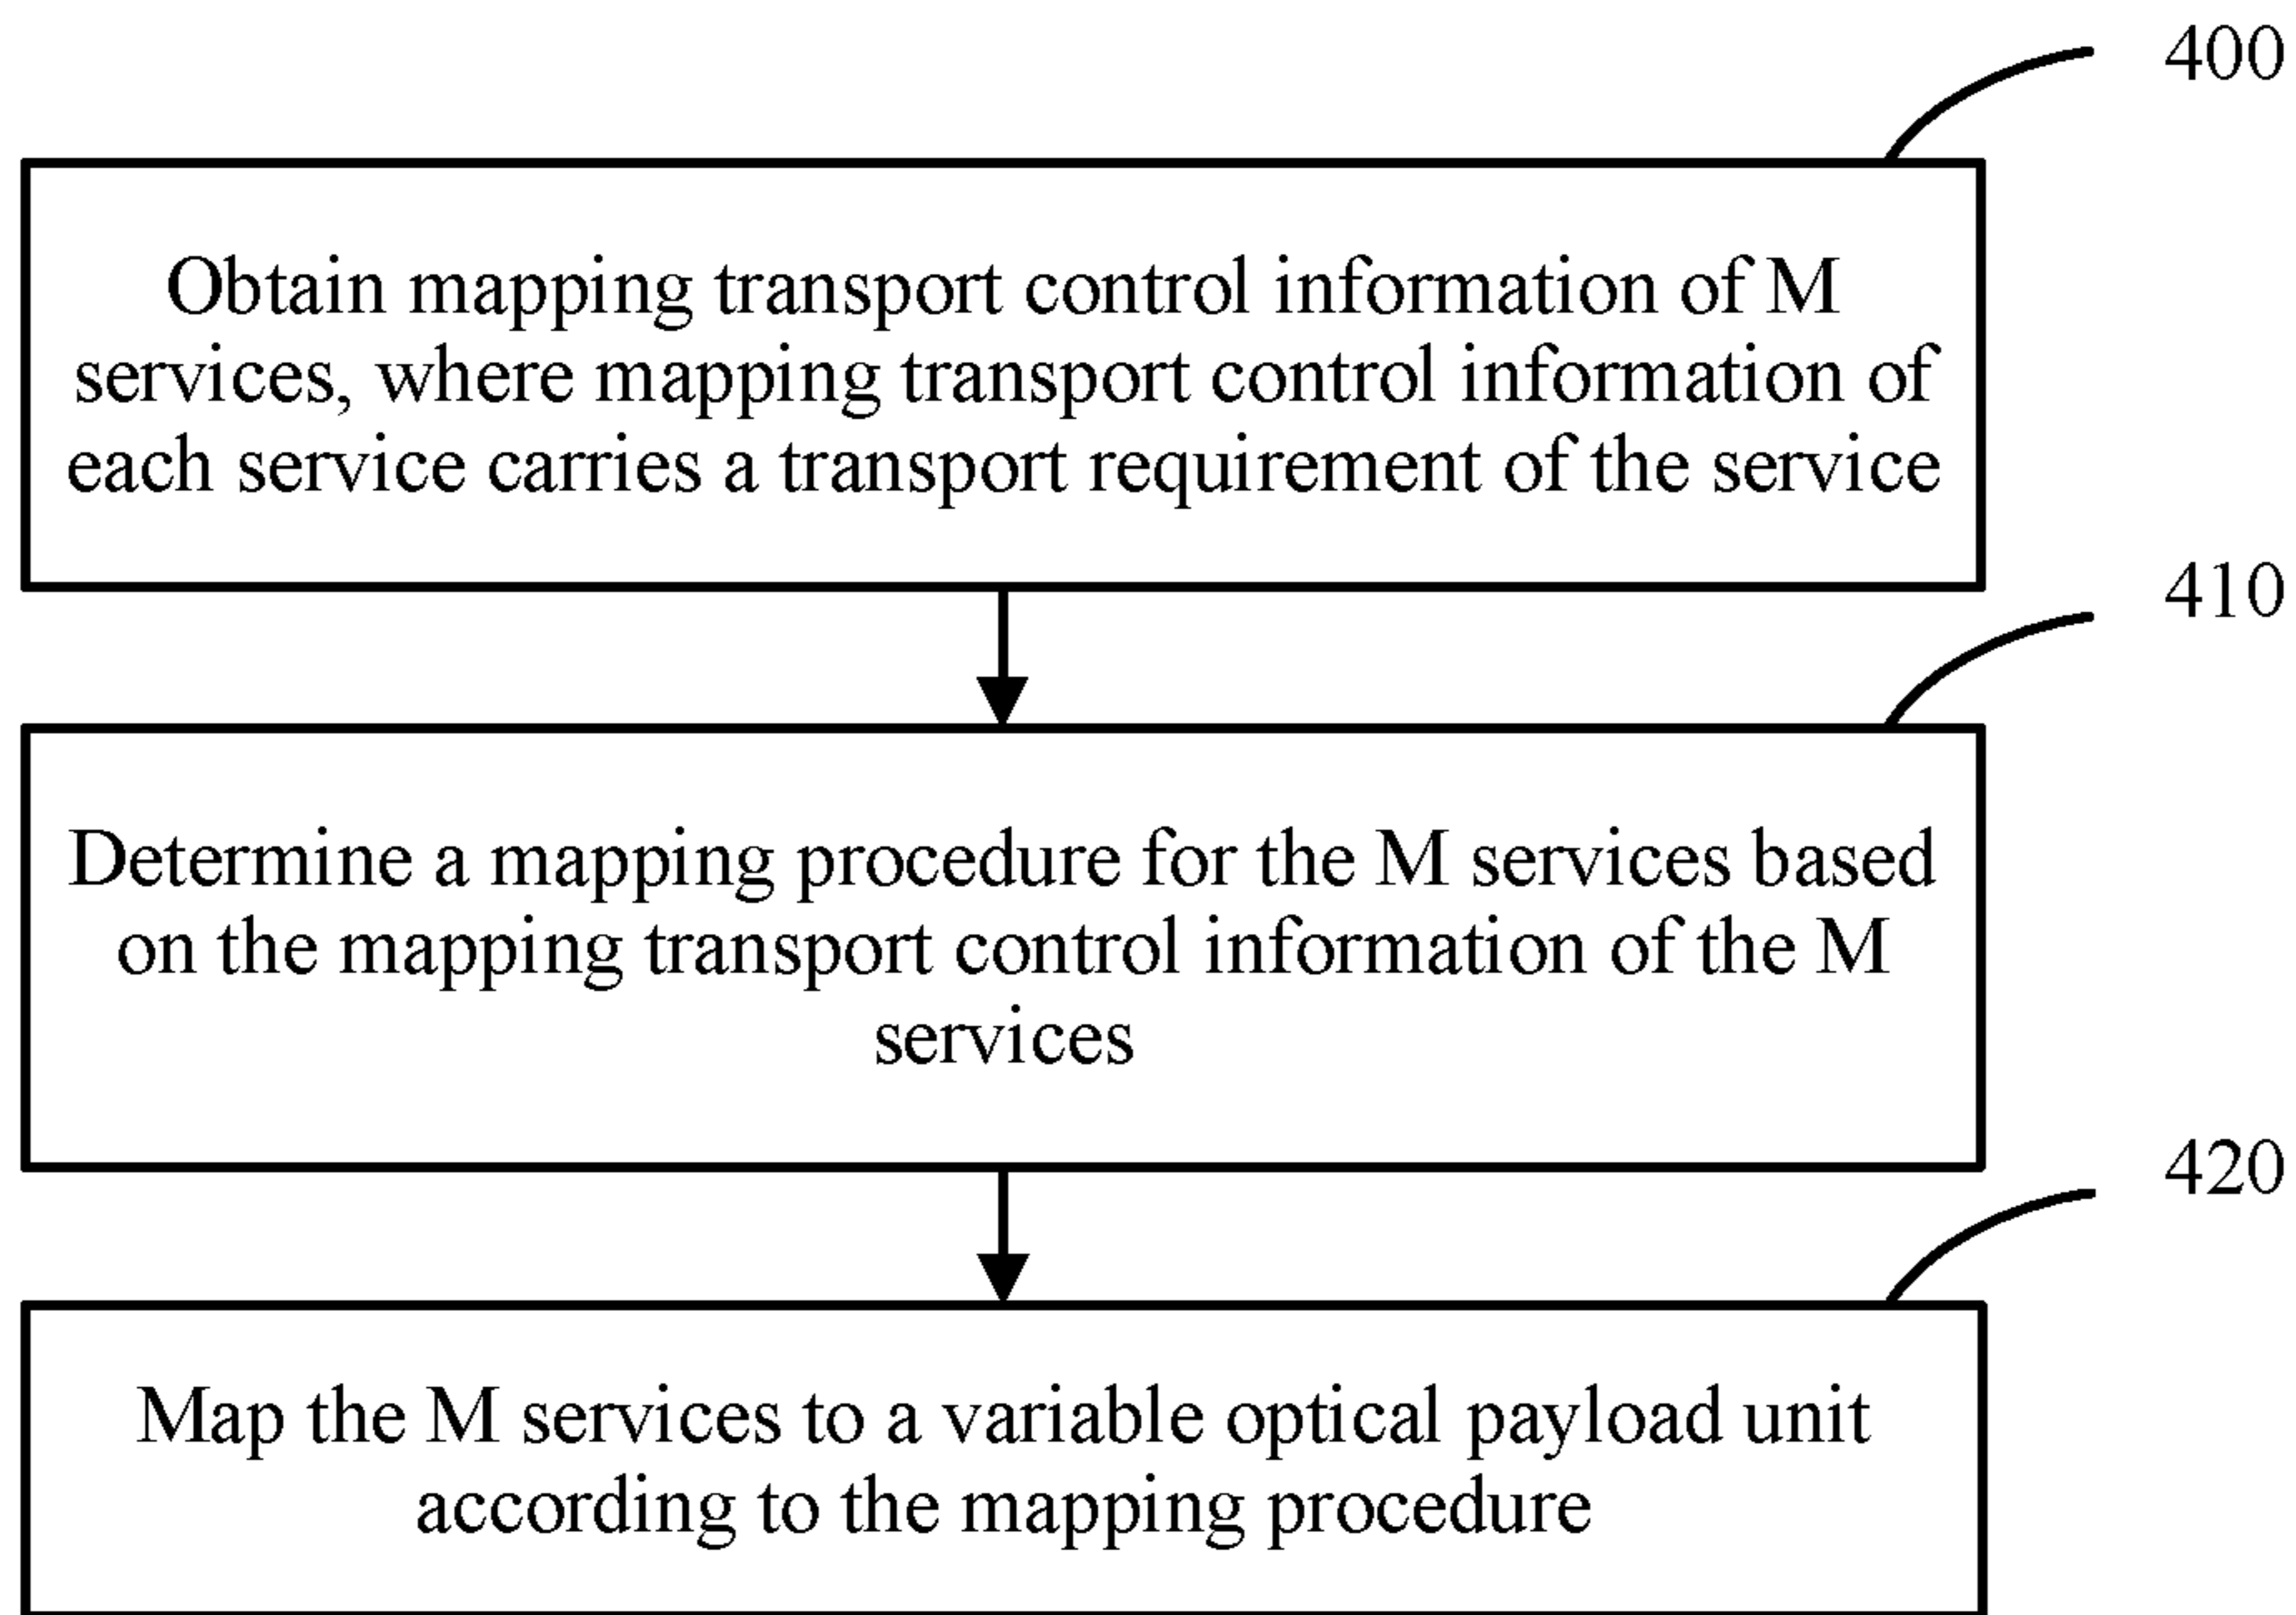 400
Obtain mapping transport control information of M
services, where mapping transport control information of
each service carries a transport requirement of the service
410
Determine a mapping procedure for the M services based
on the mapping transport control information of the M
services
420
Map the M services to a variable optical payload unit
according to the mapping procedure